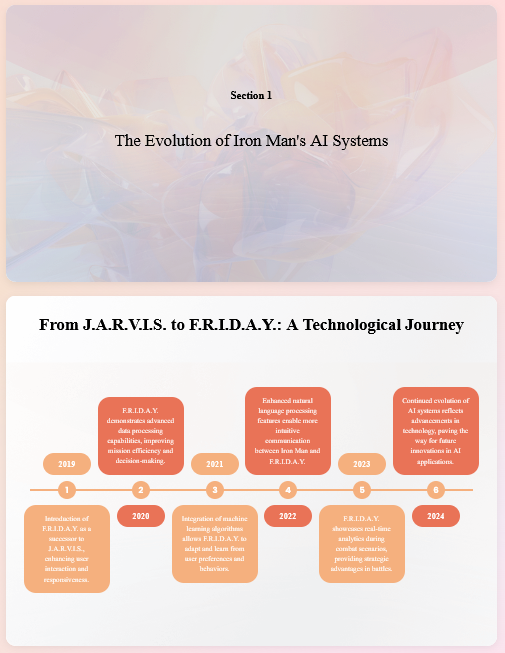 Section 1
The Evolution of Iron Man's AI Systems
From J.A.R.V.I.S. to F.R.I.D.A.Y.: A Technological Journey
2019
1
Introduction of
F.R.I.D.A.Y. as a
successor to
J.A.R.V.I.S.,
enhancing user
interaction and
responsiveness.
F.R.I.D.A.Y.
demonstrates advanced
data processing
capabilities, improving
mission efficiency and
decision-making.
2
2020
2021
3
Integration of machine
learning algorithms
allows F.R.I.D.A.Y. to
adapt and learn from
user preferences and
behaviors.
Enhanced natural
language processing
features enable more
intuitive
communication
between Iron Man and
F.R.I.D.A.Y.
4
2022
2023
5
F.R.I.D.A.Y.
showcases real-time
analytics during
combat scenarios,
providing strategic
advantages in battles.
Continued evolution of
AI systems reflects
advancements in
technology, paving the
way for future
innovations in AI
applications.
6
2024